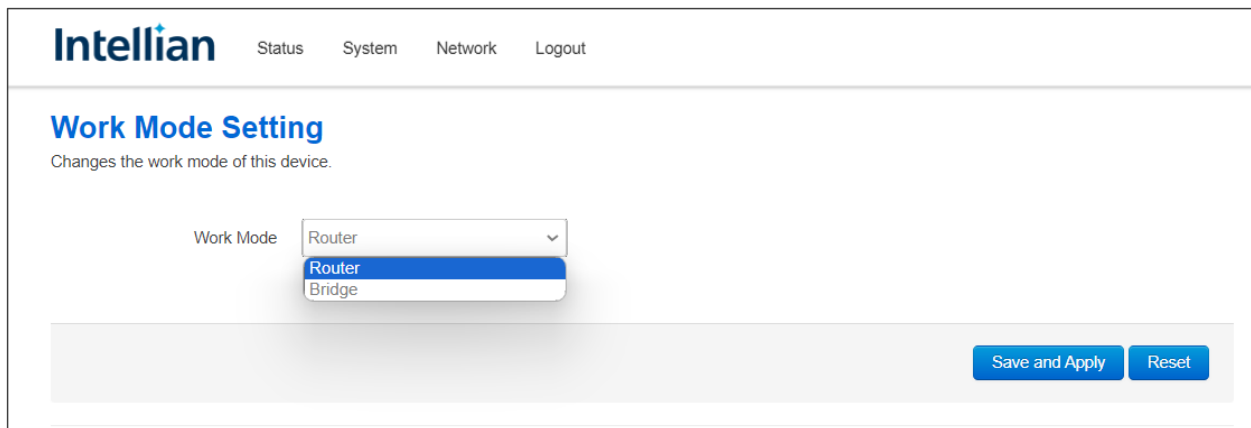 Intellian Status System Network Logout
Work Mode Setting
Changes the work mode of this device.
Work Mode Router
Router
Bridge
Save and Apply Reset